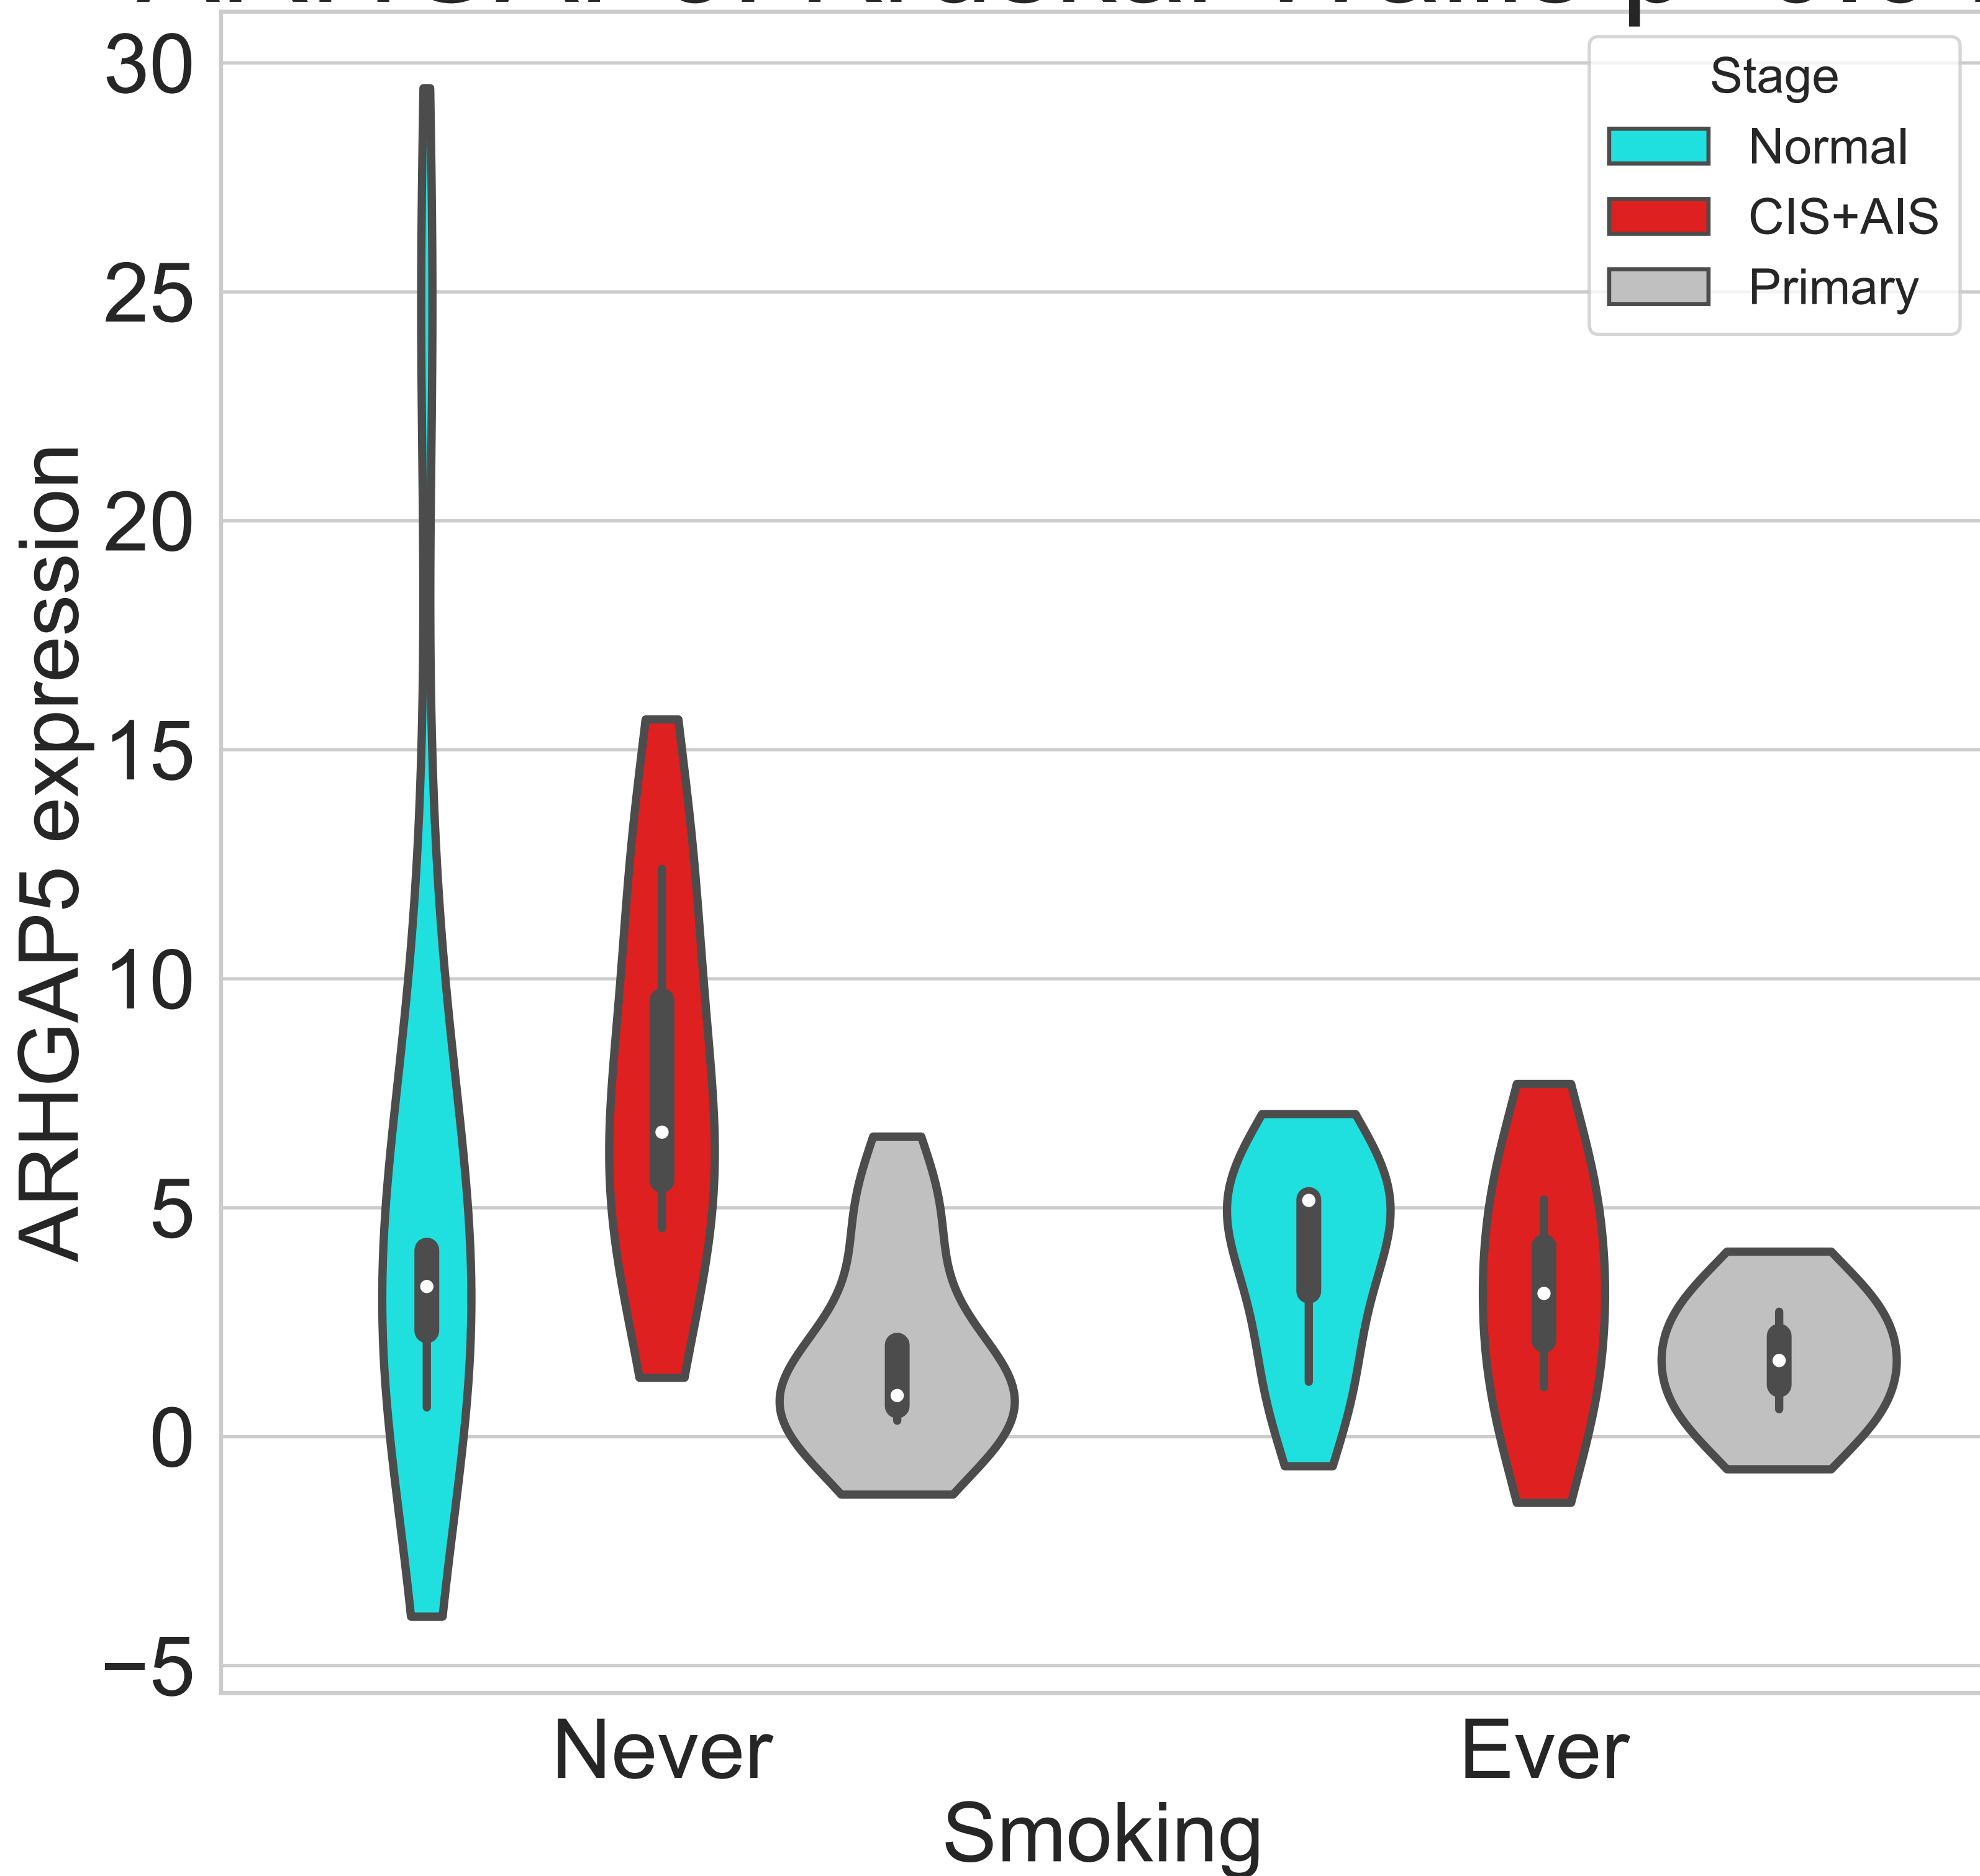 30
25
20
15
10
5
0
−5
ARHGAP5 expression
Stage
Normal
CIS+AIS
Primary
Never
Ever
Smoking